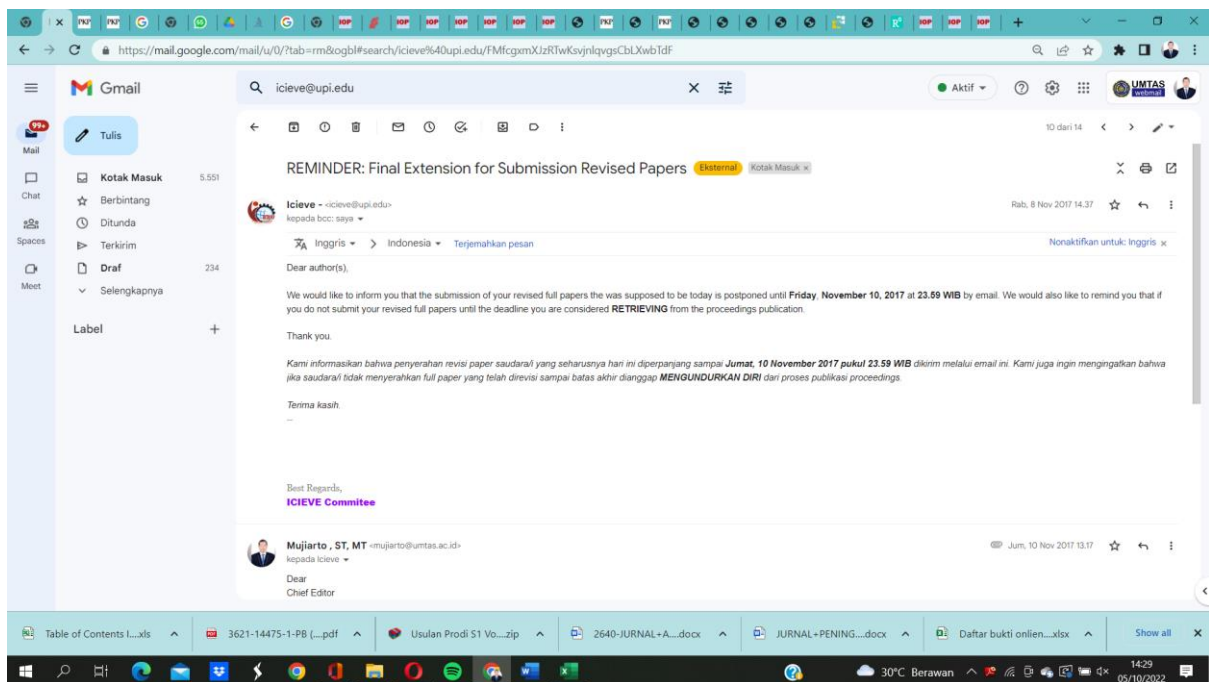 https://mail.google.com/mail/u/0/?tab=rm&ogbl#search/icieve%40upi.edu/FMfcgxmXJzRTwKsvjnlqvgsCbLXwbTdF
Gmail
icieve@upi.edu
Aktif
UMTAS
webmail
99+
Mail
Chat
Spaces
Meet
Tulis
Kotak Masuk 5.551
Berbintang
Ditunda
Terkirim
Draf 234
Selengkapnya
Label
10 dari 14
REMINDER: Final Extension for Submission Revised Papers Eksternal Kotak Masuk x
Icieve - <icieve@upi.edu> Rab, 8 Nov 2017 14.37
kepada bcc: saya
Inggris > Indonesia Terjemahkan pesan Nonaktifkan untuk: Inggris x
Dear author(s),
We would like to inform you that the submission of your revised full papers the was supposed to be today is postponed until Friday, November 10, 2017 at 23.59 WIB by email. We would also like to remind you that if
you do not submit your revised full papers until the deadline you are considered RETRIEVING from the proceedings publication.
Thank you.
Kami informasikan bahwa penyerahan revisi paper saudara/i yang seharusnya hari ini diperpanjang sampai Jumat, 10 November 2017 pukul 23.59 WIB dikirim melalui email ini. Kami juga ingin mengingatkan bahwa
jika saudara/i tidak menyerahkan full paper yang telah direvisi sampai batas akhir dianggap MENGUNDURKAN DIRI dari proses publikasi proceedings.
Terima kasih.
--
Best Regards,
ICIEVE Commitee
Mujiarto , ST, MT <mujiarto@umtas.ac.id> Jum, 10 Nov 2017 13.17
kepada Icieve
Dear
Chief Editor
Table of Contents I....xls
3621-14475-1-PB (....pdf
Usulan Prodi S1 Vo....zip
2640-JURNAL+A....docx
JURNAL+PENING....docx
Daftar bukti onlien....xlsx
Show all
30°C Berawan
14:29
05/10/2022